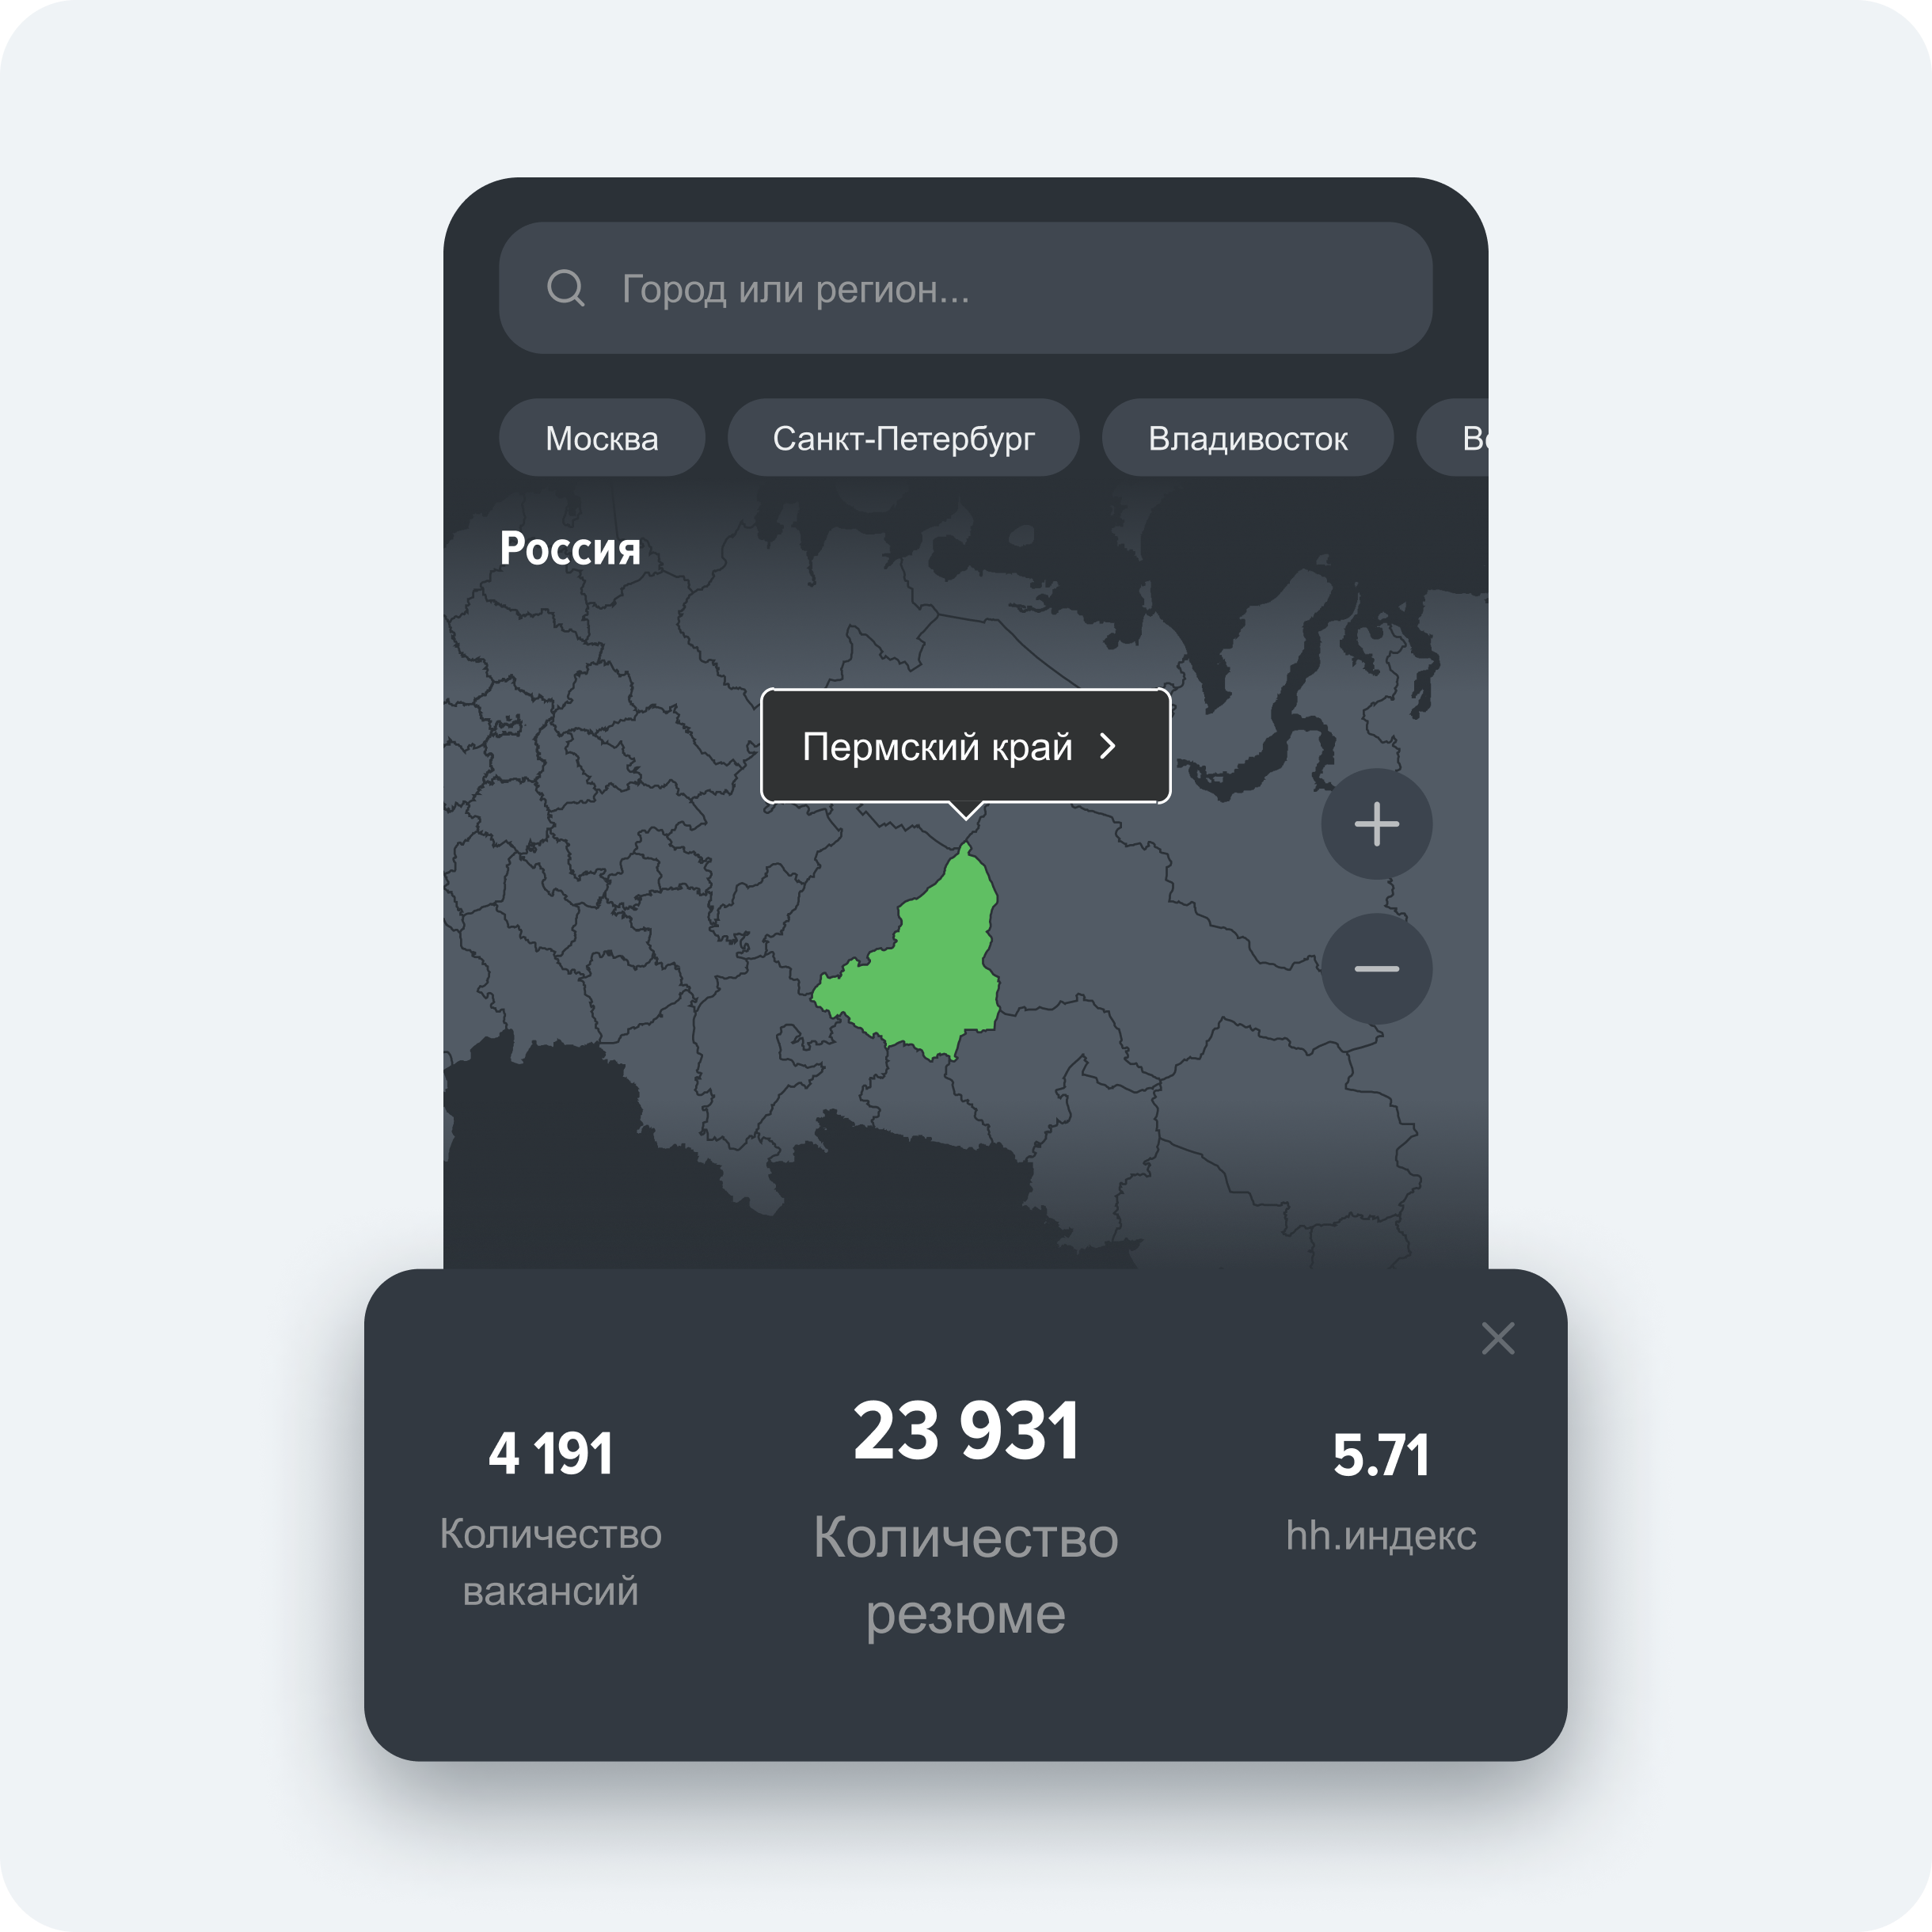 Город или регион...
Москва Санкт-Петербург Владивосток
Россия
Пермский край
4 191 23 931 5.71
Количество вакансий
Количество резюме
hh.индекс